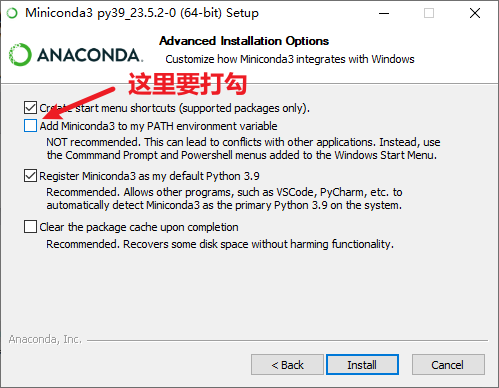 Miniconda3 py39_23.5.2-0 (64-bit) Setup
ANACONDA.
Advanced Installation Options
Customize how Miniconda3 integrates with Windows
这里要打勾
Create start menu shortcuts (supported packages only).
Add Miniconda3 to my PATH environment variable
NOT recommended. This can lead to conflicts with other applications. Instead, use
the Commmand Prompt and Powershell menus added to the Windows Start Menu.
Register Miniconda3 as my default Python 3.9
Recommended. Allows other programs, such as VSCode, PyCharm, etc. to
automatically detect Miniconda3 as the primary Python 3.9 on the system.
Clear the package cache upon completion
Recommended. Recovers some disk space without harming functionality.
Anaconda, Inc.
< Back
Install
Cancel